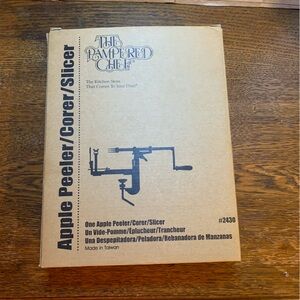 THE
PAMPERED
CHEF
The Kitchen Store
That Comes To Your Door®
Apple Peeler/Corer/Slicer
One Apple Peeler/Corer/Slicer #2430
Un Vide-Pomme/Éplucheur/Trancheur
Una Despepitadora/Peladora/Rebanadora de Manzanas
Made in Taiwan